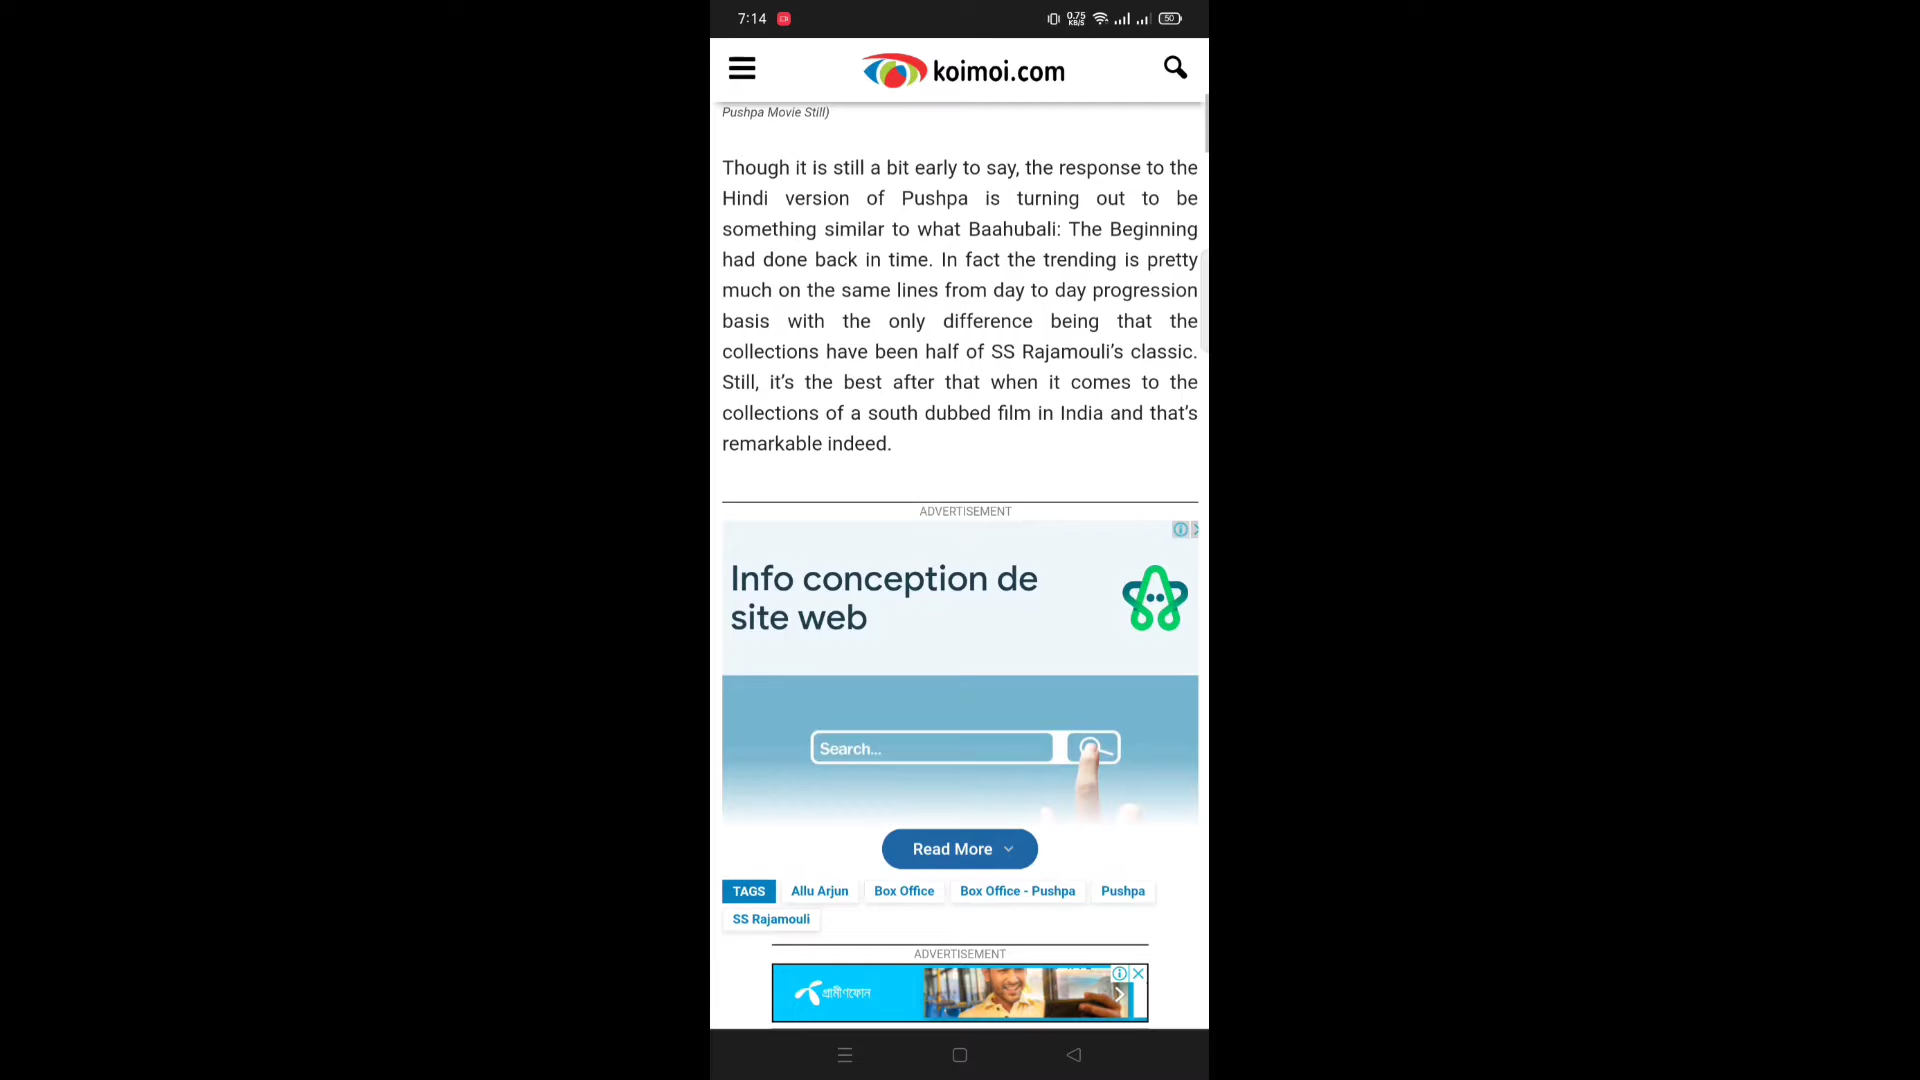 7:14 0.75 KB/S 50
koimoi.com
Pushpa Movie Still)
Though it is still a bit early to say, the response to the
Hindi version of Pushpa is turning out to be
something similar to what Baahubali: The Beginning
had done back in time. In fact the trending is pretty
much on the same lines from day to day progression
basis with the only difference being that the
collections have been half of SS Rajamouli’s classic.
Still, it’s the best after that when it comes to the
collections of a south dubbed film in India and that’s
remarkable indeed.
ADVERTISEMENT
Info conception de
site web
Search...
Read More
TAGS Allu Arjun Box Office Box Office - Pushpa Pushpa
SS Rajamouli
ADVERTISEMENT
গ্রামীণফোন